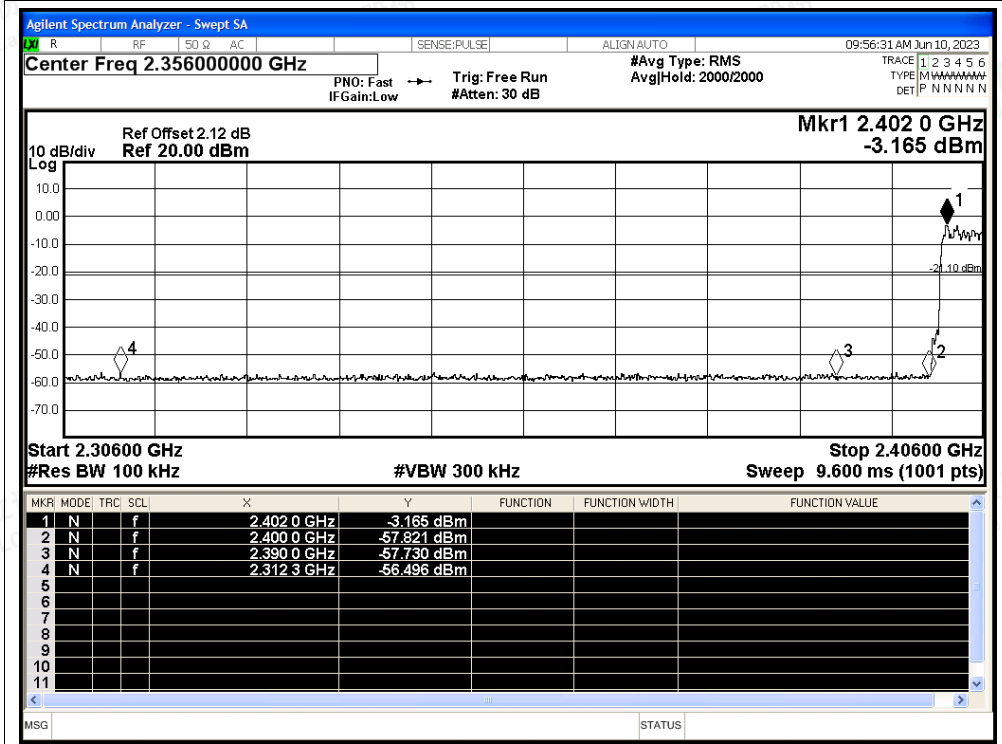 Agilent Spectrum Analyzer - Swept SA
LXI R RF 50 Ω AC SENSE:PULSE ALIGN AUTO 09:56:31 AM Jun 10, 2023
Center Freq 2.356000000 GHz
PNO: Fast
IFGain:Low
Trig: Free Run
#Atten: 30 dB
#Avg Type: RMS
Avg|Hold: 2000/2000
TRACE 1 2 3 4 5 6
TYPE M W W W W W
DET P N N N N N
Mkr1 2.402 0 GHz
-3.165 dBm
Ref Offset 2.12 dB
10 dB/div Ref 20.00 dBm
Log
10.0
0.00
-10.0
-20.0
-30.0
-40.0
-50.0
-60.0
-70.0
1
-21.10 dBm
4
3
2
Start 2.30600 GHz Stop 2.40600 GHz
#Res BW 100 kHz #VBW 300 kHz Sweep 9.600 ms (1001 pts)
MKR MODE TRC SCL X Y FUNCTION FUNCTION WIDTH FUNCTION VALUE
1 N f 2.402 0 GHz -3.165 dBm
2 N f 2.400 0 GHz -57.821 dBm
3 N f 2.390 0 GHz -57.730 dBm
4 N f 2.312 3 GHz -56.496 dBm
5
6
7
8
9
10
11
MSG STATUS